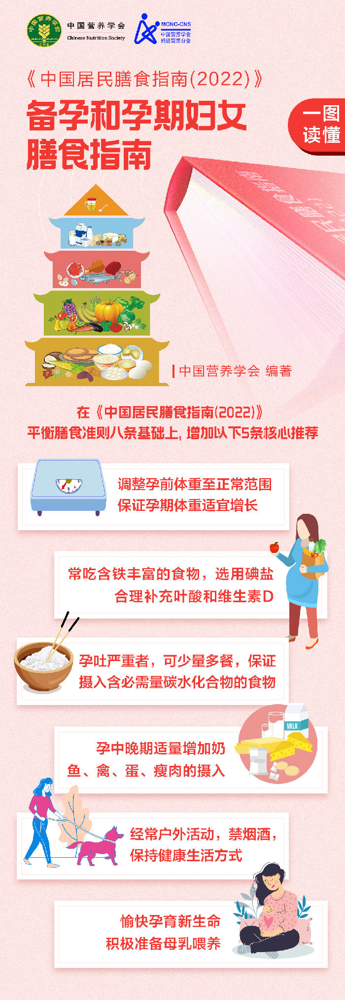 中国营养学会
CNS
中国营养学会
Chinese Nutrition Society
MCNC-CNS
中国营养学会
妇幼营养分会
《中国居民膳食指南(2022)》
备孕和孕期妇女
膳食指南
一图
读懂
中国营养学会 编著
在《中国居民膳食指南(2022)》
平衡膳食准则八条基础上, 增加以下5条核心推荐
调整孕前体重至正常范围
保证孕期体重适宜增长
常吃含铁丰富的食物，选用碘盐
合理补充叶酸和维生素D
孕吐严重者，可少量多餐，保证
摄入含必需量碳水化合物的食物
MILK
孕中晚期适量增加奶
鱼、禽、蛋、瘦肉的摄入
经常户外活动，禁烟酒，
保持健康生活方式
愉快孕育新生命
积极准备母乳喂养